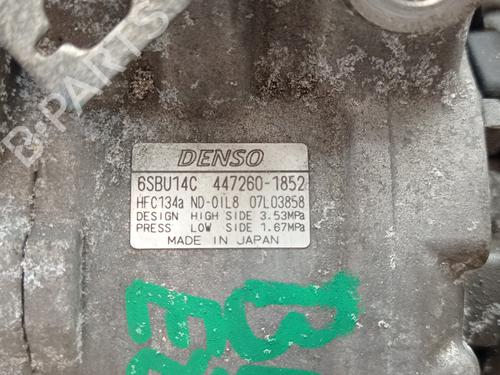 B-PARTS
DENSO
6SBU14C 447260-1852
HFC134a ND-OIL8 07L03858
DESIGN HIGH SIDE 3.53MPa
PRESS LOW SIDE 1.67MPa
MADE IN JAPAN